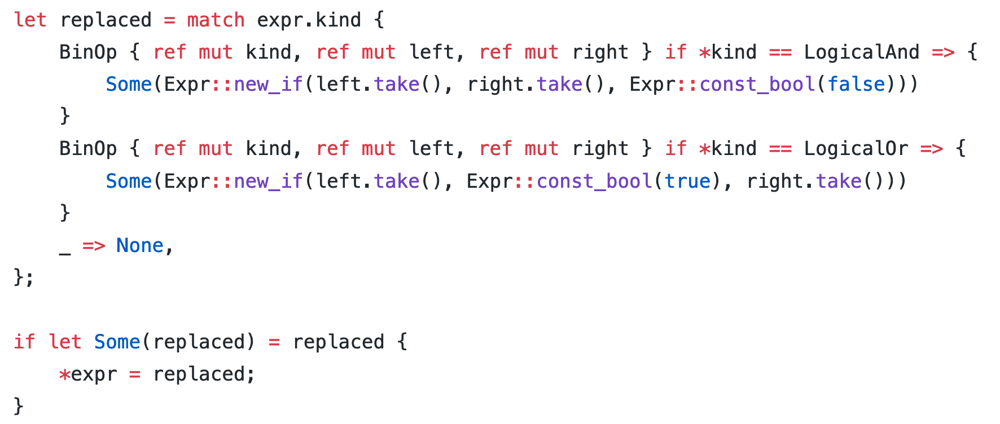 let replaced = match expr.kind {
    BinOp { ref mut kind, ref mut left, ref mut right } if *kind == LogicalAnd => {
        Some(Expr::new_if(left.take(), right.take(), Expr::const_bool(false)))
    }
    BinOp { ref mut kind, ref mut left, ref mut right } if *kind == LogicalOr => {
        Some(Expr::new_if(left.take(), Expr::const_bool(true), right.take()))
    }
    _ => None,
};

if let Some(replaced) = replaced {
    *expr = replaced;
}